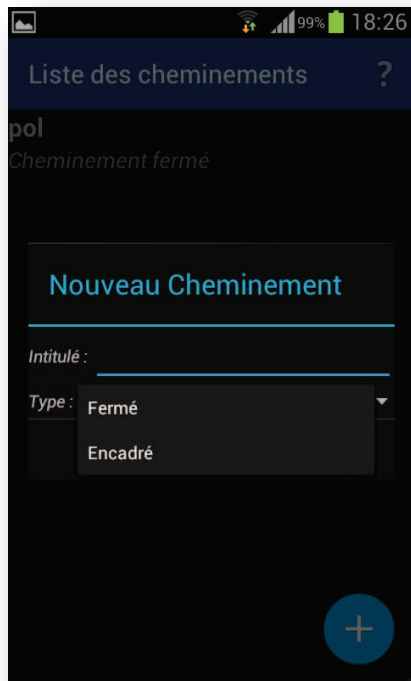 99% 18:26
Liste des cheminements ?
pol
Cheminement fermé
Nouveau Cheminement
Intitulé :
Type :
Fermé
Encadré
+